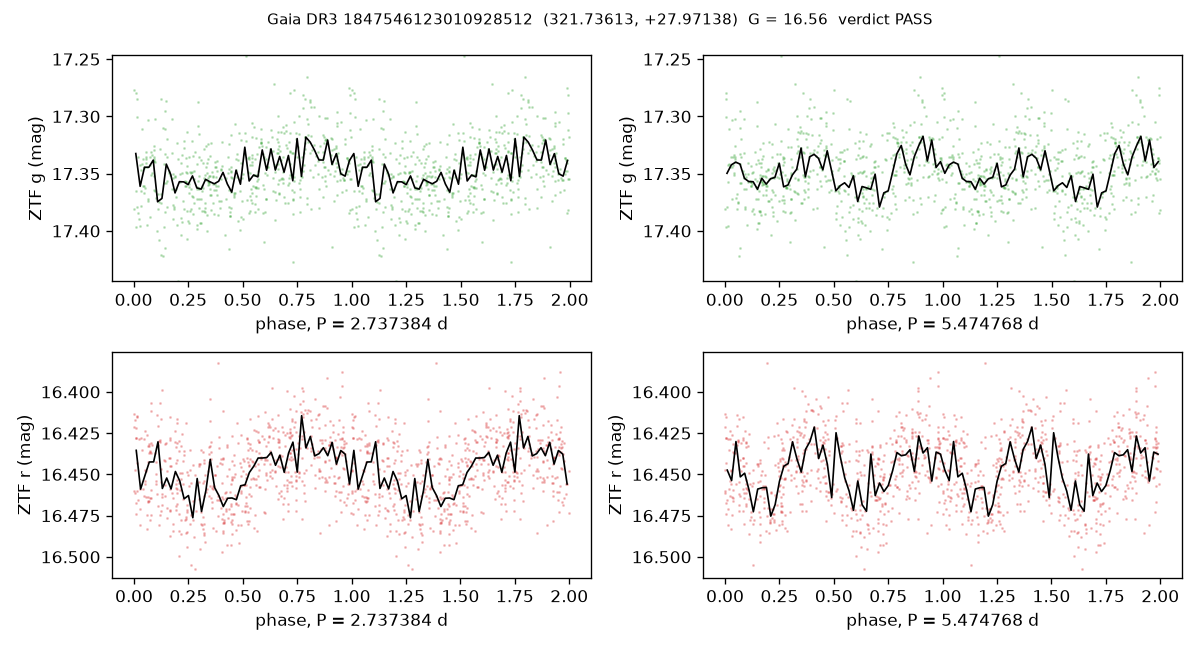 Gaia DR3 1847546123010928512 (321.73613, +27.97138) G = 16.56 verdict PASS
17.25
17.30
17.35
17.40
ZTF g (mag)
0.00 0.25 0.50 0.75 1.00 1.25 1.50 1.75 2.00
phase, P = 2.737384 d
17.25
17.30
17.35
17.40
ZTF g (mag)
0.00 0.25 0.50 0.75 1.00 1.25 1.50 1.75 2.00
phase, P = 5.474768 d
16.400
16.425
16.450
16.475
16.500
ZTF r (mag)
0.00 0.25 0.50 0.75 1.00 1.25 1.50 1.75 2.00
phase, P = 2.737384 d
16.400
16.425
16.450
16.475
16.500
ZTF r (mag)
0.00 0.25 0.50 0.75 1.00 1.25 1.50 1.75 2.00
phase, P = 5.474768 d